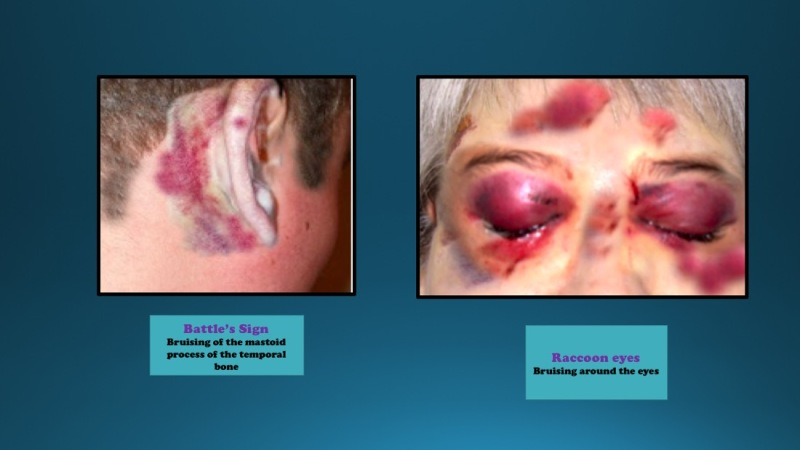 Battle's Sign
Bruising of the mastoid
process of the temporal
bone
Raccoon eyes
Bruising around the eyes